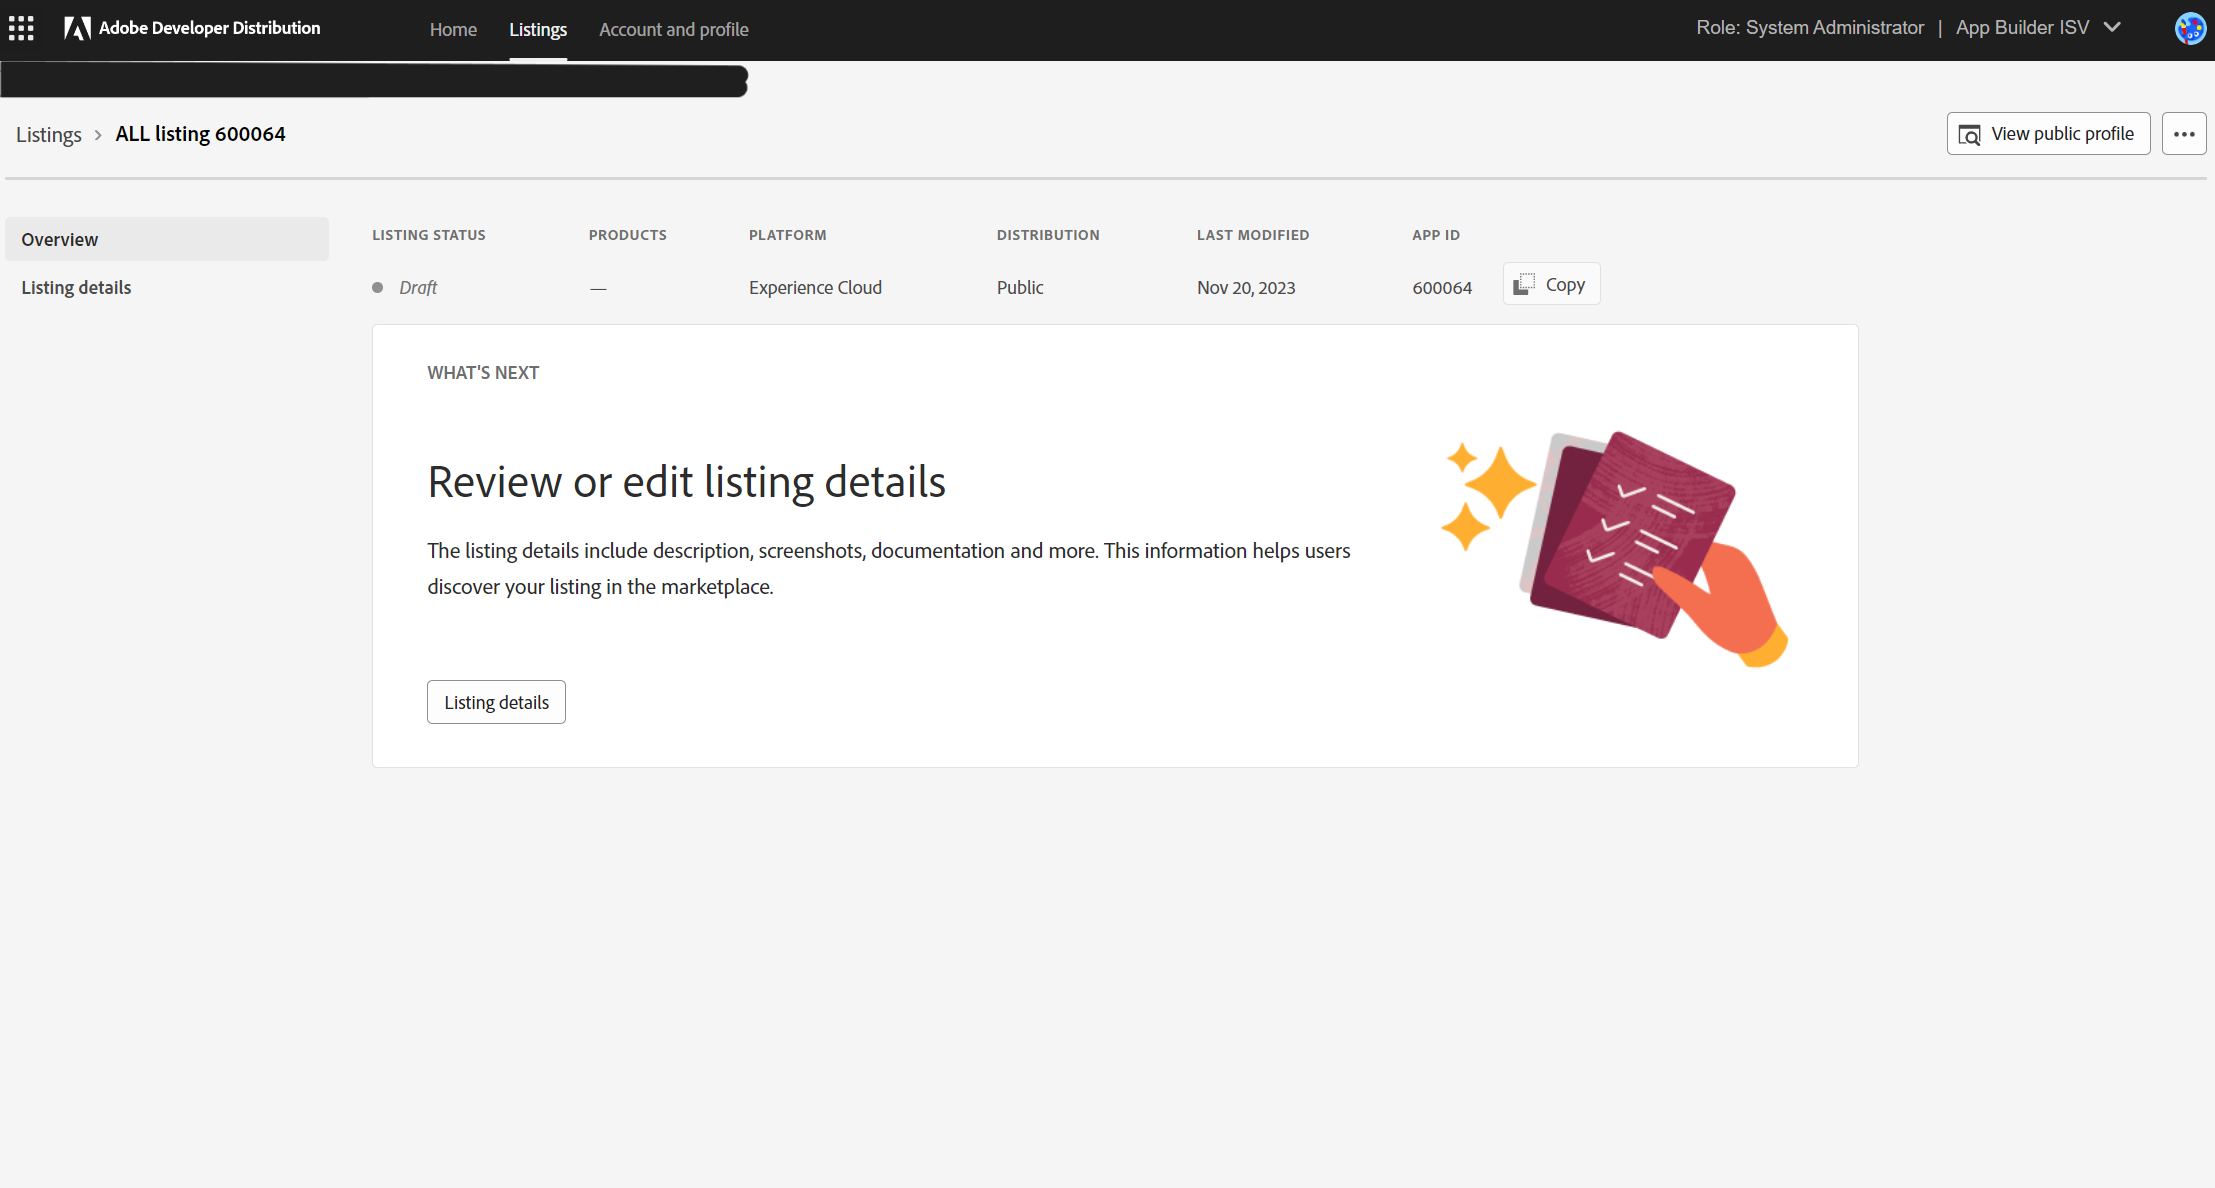 Adobe Developer Distribution
Home
Listings
Account and profile
Role: System Administrator | App Builder ISV
Listings > ALL listing 600064
View public profile
Overview
Listing details
LISTING STATUS
PRODUCTS
PLATFORM
DISTRIBUTION
LAST MODIFIED
APP ID
Draft
—
Experience Cloud
Public
Nov 20, 2023
600064
Copy
WHAT'S NEXT
Review or edit listing details
The listing details include description, screenshots, documentation and more. This information helps users
discover your listing in the marketplace.
Listing details